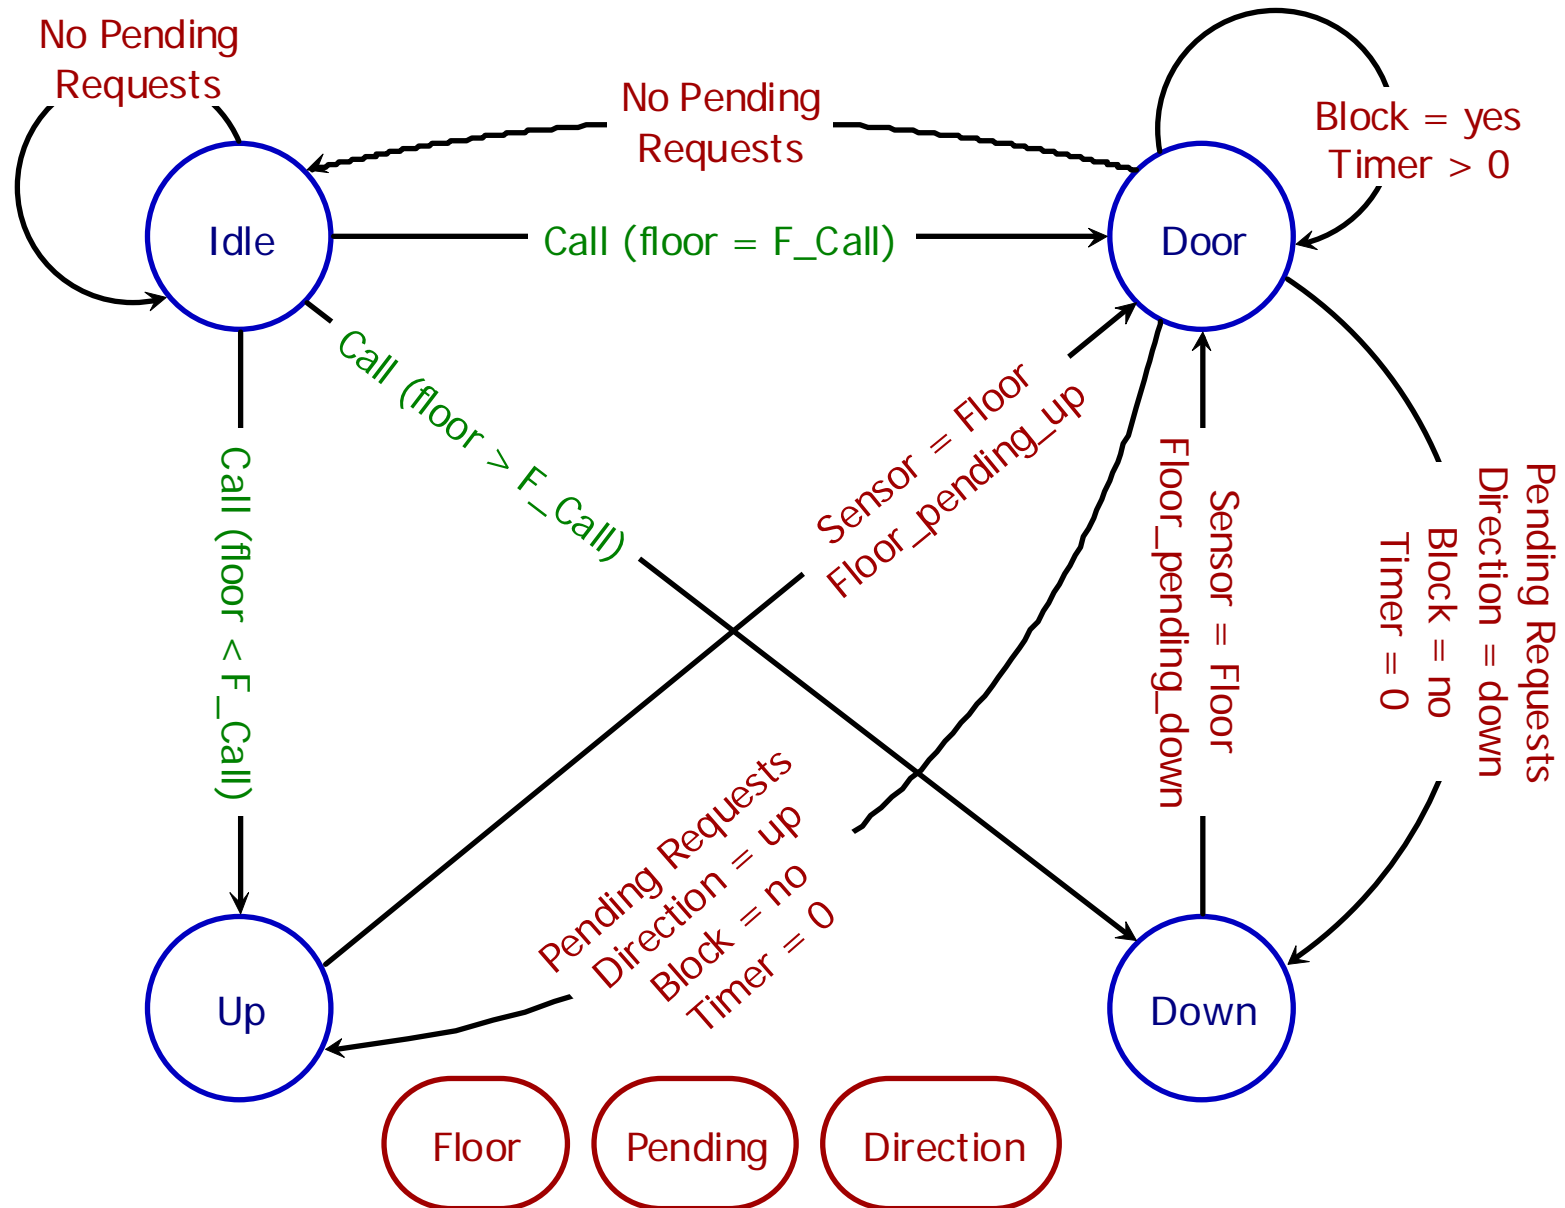 No Pending
Requests
No Pending
Requests
Block = yes
Timer > 0
Idle
Call (floor = F_Call)
Door
Call (floor > F_Call)
Call (floor < F_Call)
Sensor = Floor
Floor_pending_up
Sensor = Floor
Floor_pending_down
Pending Requests
Direction = down
Block = no
Timer = 0
Pending Requests
Direction = up
Block = no
Timer = 0
Up
Down
Floor
Pending
Direction